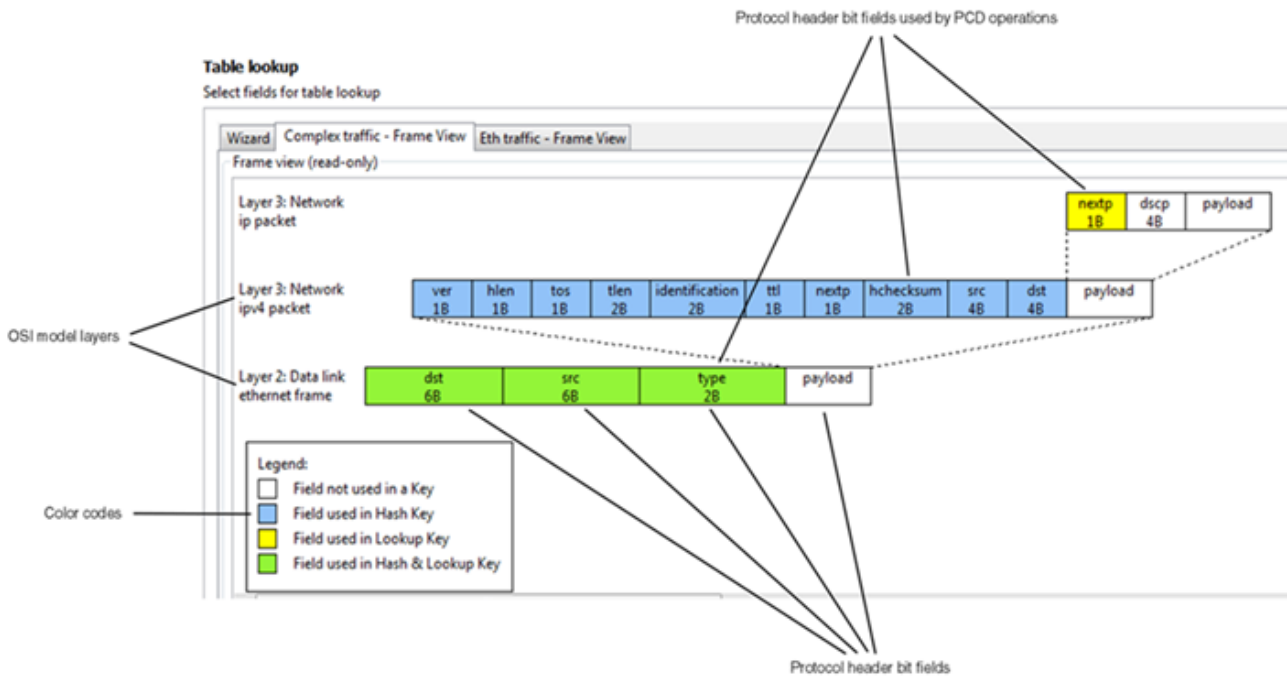 Protocol header bit fields used by PCD operations
Table lookup
Select fields for table lookup
Wizard Complex traffic - Frame View Eth traffic - Frame View
Frame view (read-only)
Layer 3: Network
ip packet
nextp dscp payload
1B 4B
Layer 3: Network
ipv4 packet
ver hlen tos tlen identification ttl nextp hchecksum src dst payload
1B 1B 1B 2B 2B 1B 1B 2B 4B 4B
OSI model layers
Layer 2: Data link
ethernet frame
dst src type payload
6B 6B 2B
Legend:
Field not used in a Key
Color codes
Field used in Hash Key
Field used in Lookup Key
Field used in Hash & Lookup Key
Protocol header bit fields